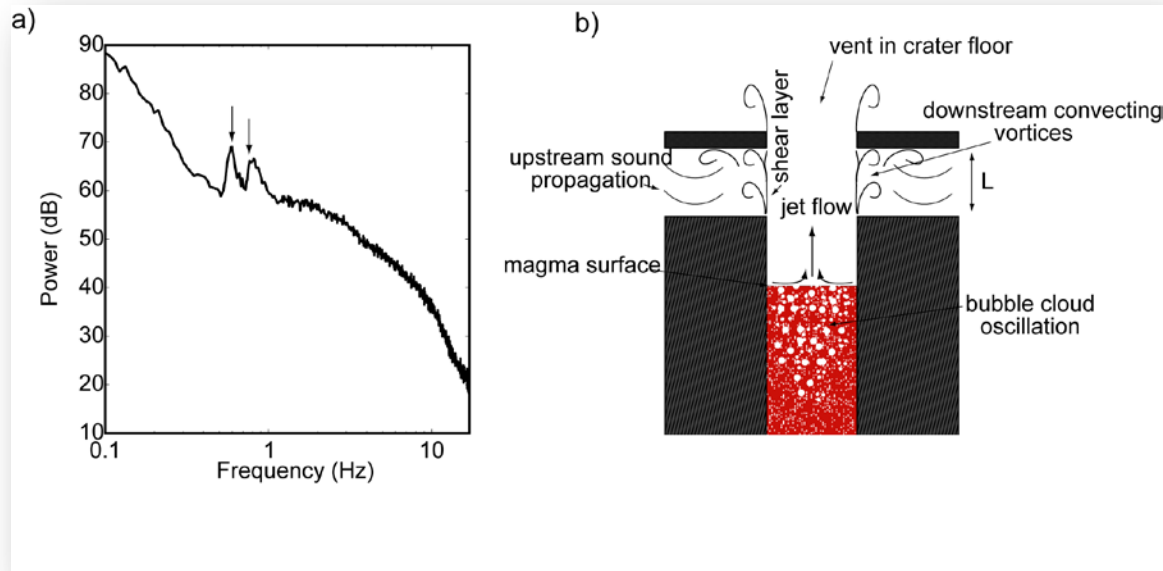 a)
90
80
70
60
50
40
30
20
10
Power (dB)
0.1
1
10
Frequency (Hz)
b)
vent in crater floor
shear layer
downstream convecting
vortices
upstream sound
propagation
L
jet flow
magma surface
bubble cloud
oscillation